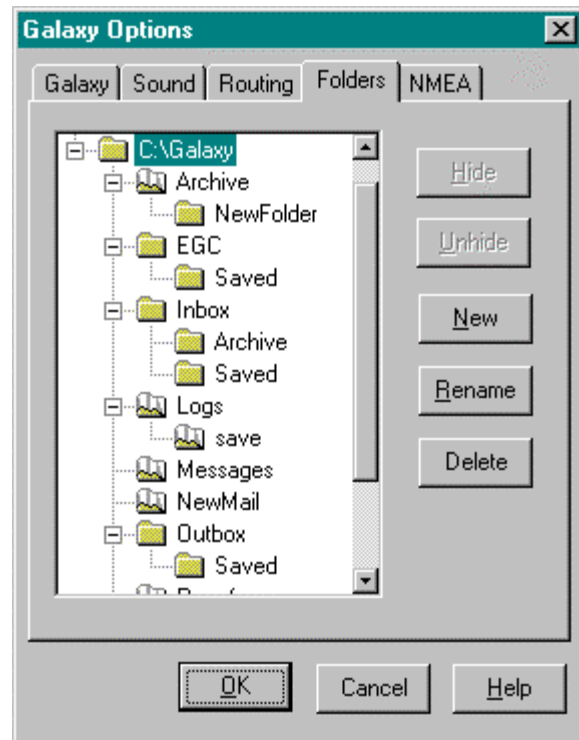 Galaxy Options
Galaxy Sound Routing Folders NMEA
C:\Galaxy
Archive
NewFolder
EGC
Saved
Inbox
Archive
Saved
Logs
save
Messages
NewMail
Outbox
Saved
Hide
Unhide
New
Rename
Delete
OK Cancel Help